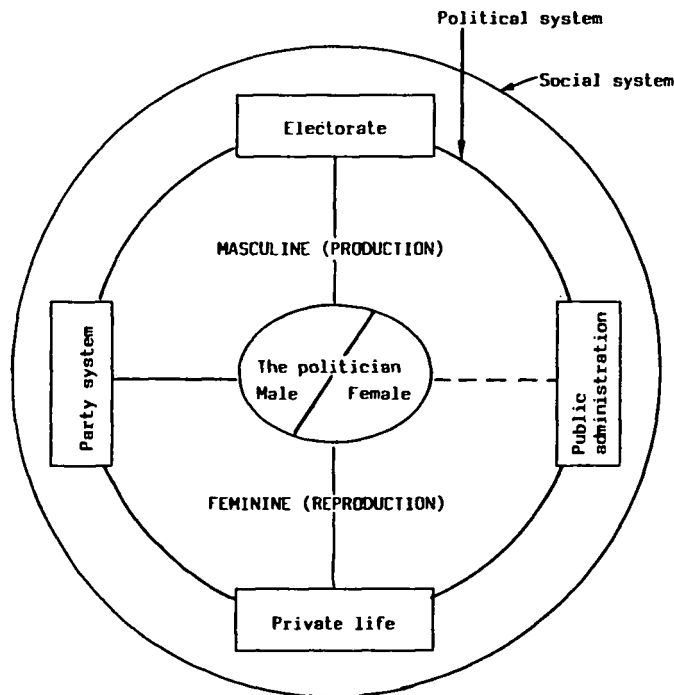 Political system
Social system
Electorate
MASCULINE (PRODUCTION)
Party system
The politician
Male Female
Public
administration
FEMININE (REPRODUCTION)
Private life